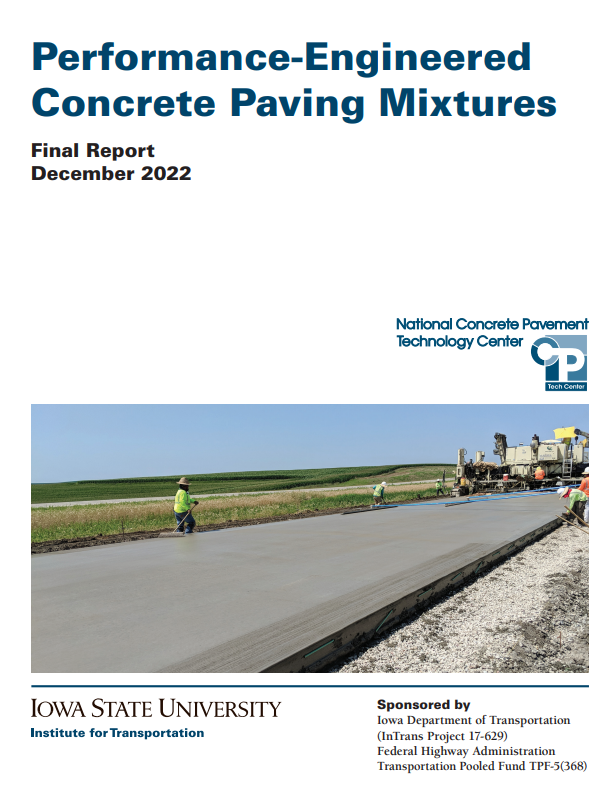 Performance-Engineered
Concrete Paving Mixtures
Final Report
December 2022
National Concrete Pavement
Technology Center
CP
Tech Center
IOWA STATE UNIVERSITY
Institute for Transportation
Sponsored by
Iowa Department of Transportation
(InTrans Project 17-629)
Federal Highway Administration
Transportation Pooled Fund TPF-5(368)